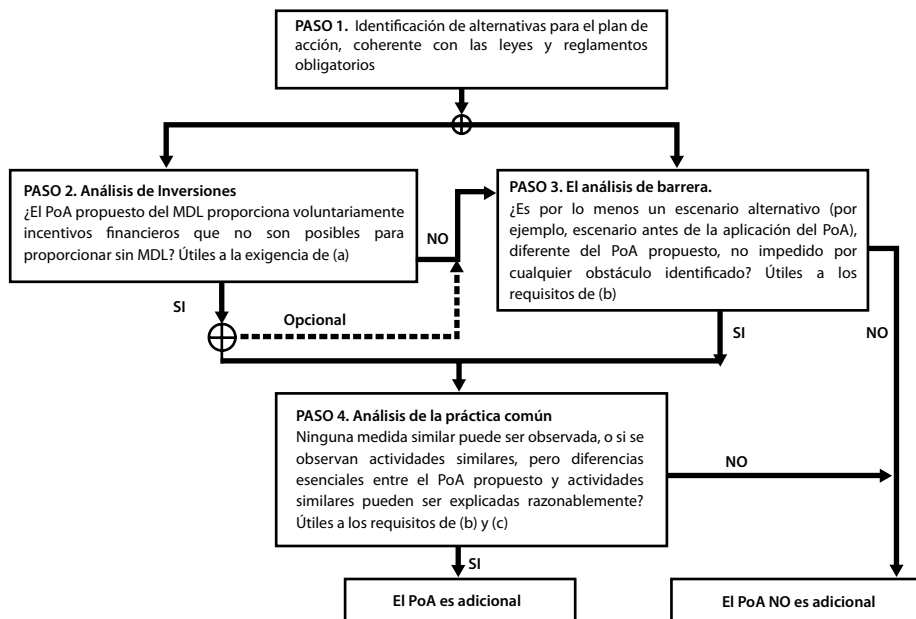 PASO 1. Identificación de alternativas para el plan de
acción, coherente con las leyes y reglamentos
obligatorios
PASO 2. Análisis de Inversiones
¿El PoA propuesto del MDL proporciona voluntariamente
incentivos financieros que no son posibles para
proporcionar sin MDL? Útiles a la exigencia de (a)
NO
PASO 3. El análisis de barrera.
¿Es por lo menos un escenario alternativo (por
ejemplo, escenario antes de la aplicación del PoA),
diferente del PoA propuesto, no impedido por
cualquier obstáculo identificado? Útiles a los
requisitos de (b)
SI
Opcional
SI
NO
PASO 4. Análisis de la práctica común
Ninguna medida similar puede ser observada, o si se
observan actividades similares, pero diferencias
esenciales entre el PoA propuesto y actividades
similares pueden ser explicadas razonablemente?
Útiles a los requisitos de (b) y (c)
NO
SI
El PoA es adicional
El PoA NO es adicional